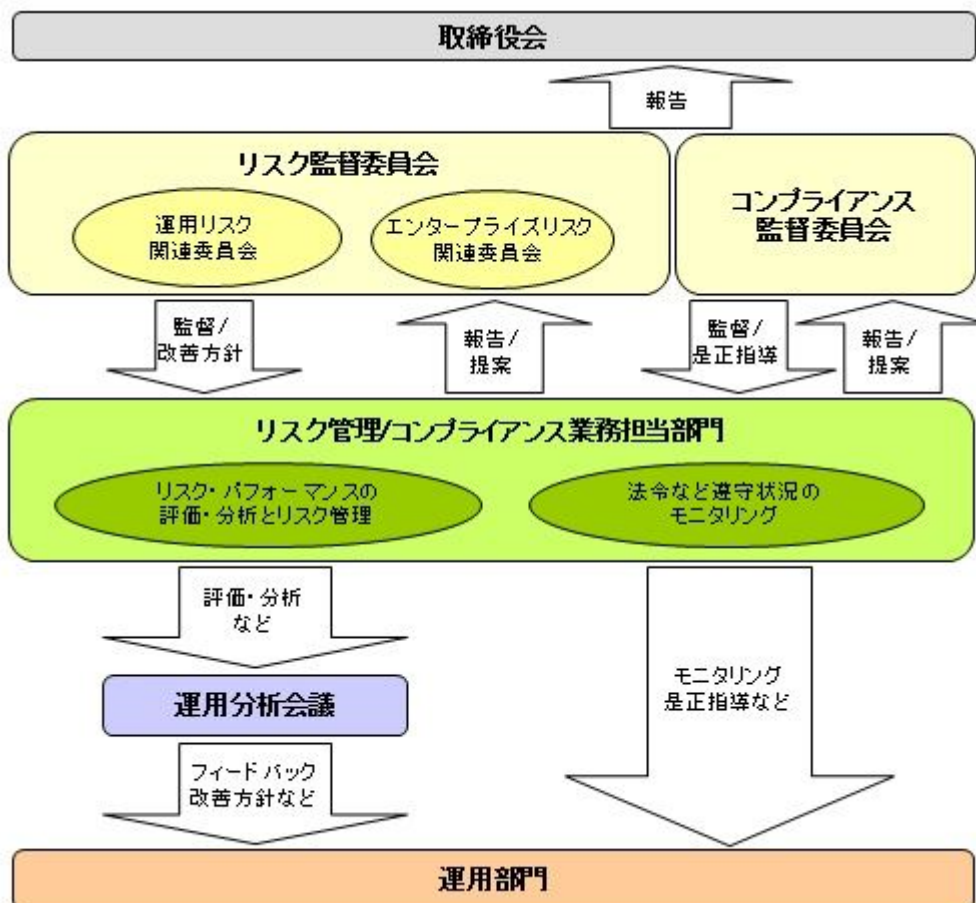 取締役会
報告
リスク監督委員会
運用リスク
関連委員会
エンタープライズリスク
関連委員会
コンプライアンス
監督委員会
監督/
改善方針
報告/
提案
監督/
是正指導
報告/
提案
リスク管理/コンプライアンス業務担当部門
リスク・パフォーマンスの
評価・分析とリスク管理
法令など遵守状況の
モニタリング
評価・分析
など
運用分析会議
フィードバック
改善方針など
モニタリング
是正指導など
運用部門